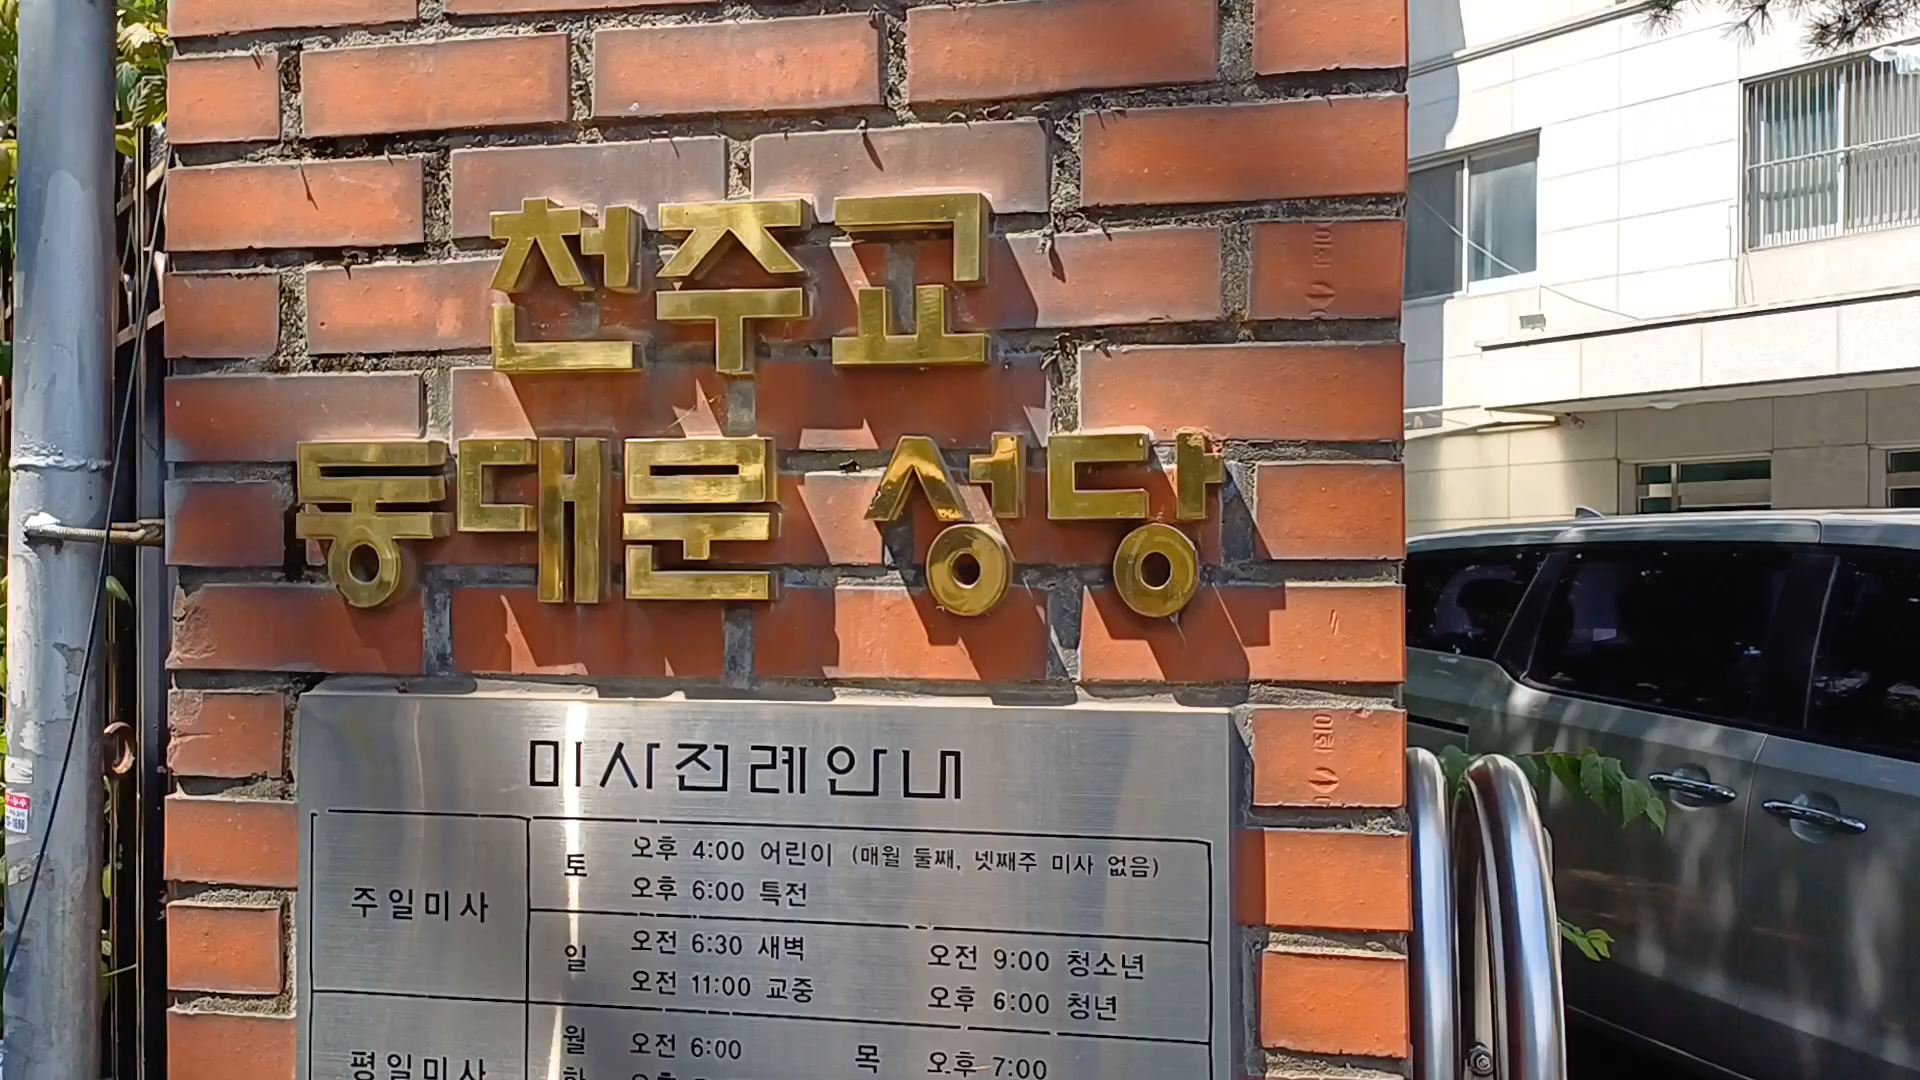 천주교
동대문 성당
미사전례안내
주일미사
토 오후 4:00 어린이 (매월 둘째, 넷째주 미사 없음)
오후 6:00 특전
일 오전 6:30 새벽 오전 9:00 청소년
오전 11:00 교중 오후 6:00 청년
평일미사
월 오전 6:00 목 오후 7:00